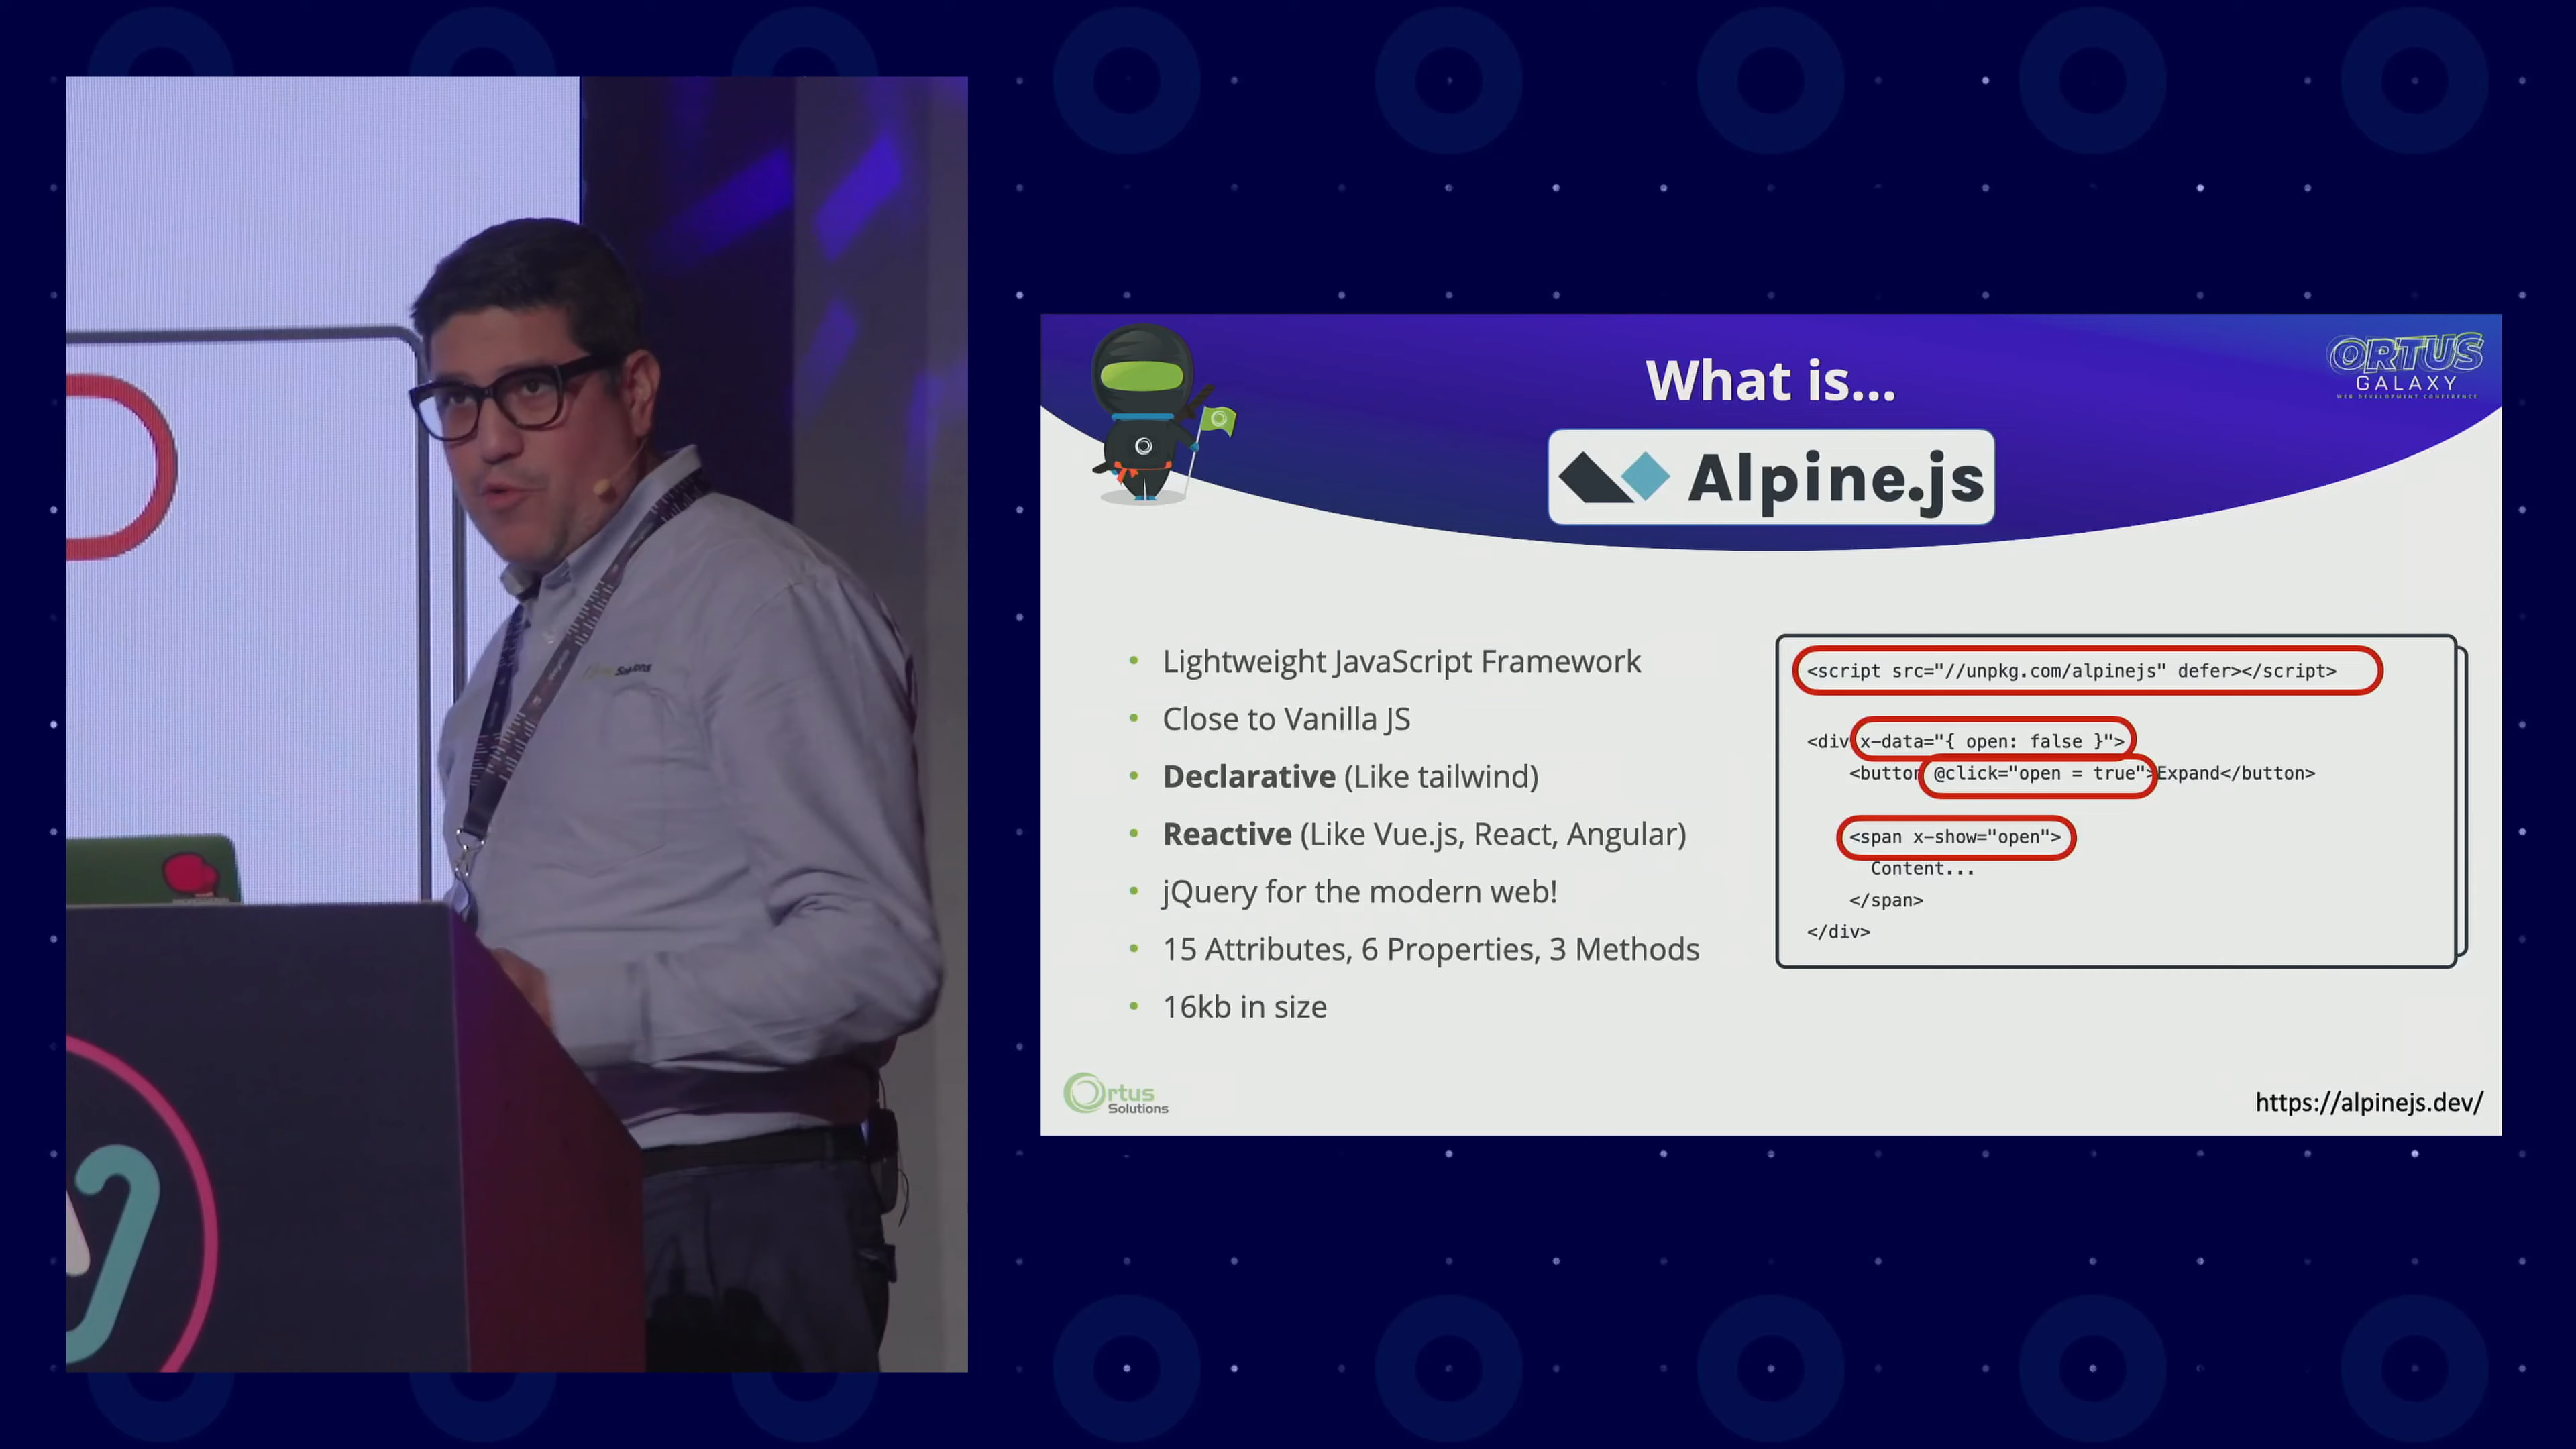 What is...
ORTUS
GALAXY
WEB DEVELOPMENT CONFERENCE
Alpine.js
• Lightweight JavaScript Framework
• Close to Vanilla JS
• Declarative (Like tailwind)
• Reactive (Like Vue.js, React, Angular)
• jQuery for the modern web!
• 15 Attributes, 6 Properties, 3 Methods
• 16kb in size
<script src="//unpkg.com/alpinejs" defer></script>
<div x-data="{ open: false }">
<button @click="open = true">Expand</button>
<span x-show="open">
Content...
</span>
</div>
Ortus
Solutions
https://alpinejs.dev/